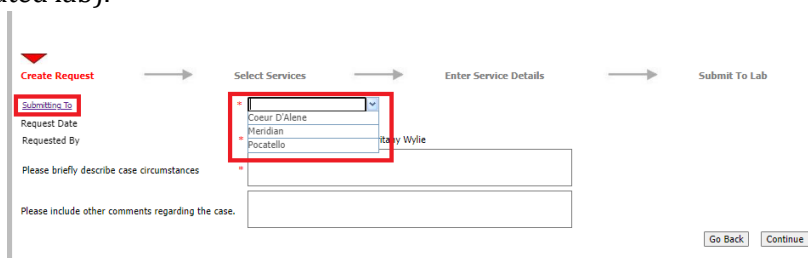 Create Request Select Services Enter Service Details Submit To Lab
Submitting To *
Coeur D'Alene
Request Date
Meridian
Requested By * Wylie
Pocatello
Please briefly describe case circumstances *
Please include other comments regarding the case.
Go Back Continue